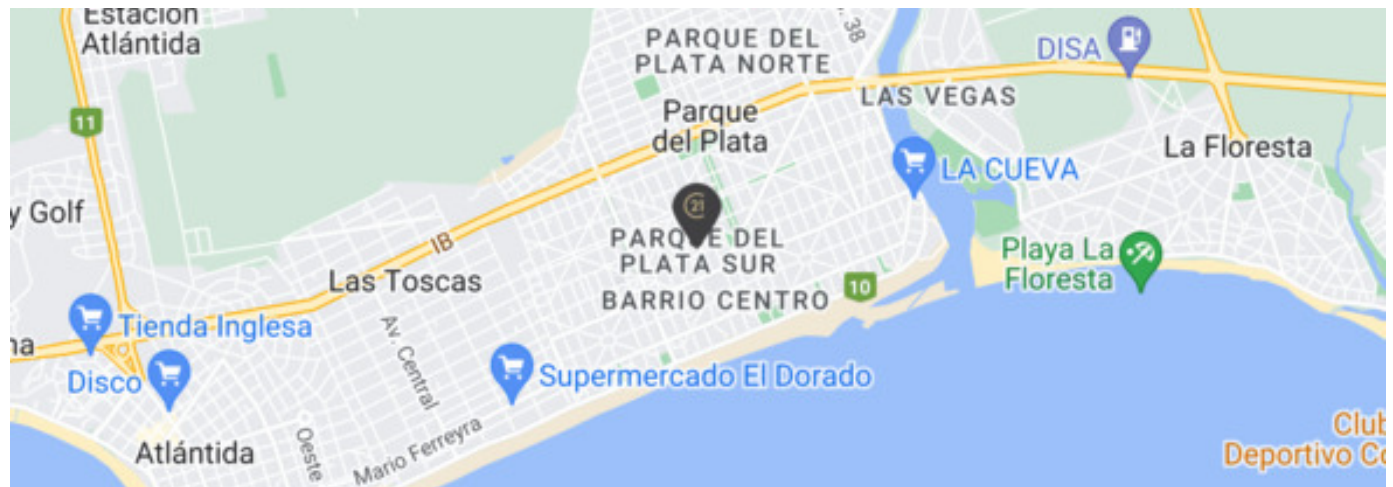 Estación
Atlántida
PARQUE DEL
PLATA NORTE
38
DISA
11
Parque
del Plata
LAS VEGAS
La Floresta
LA CUEVA
y Golf
21
PARQUE DEL
PLATA SUR
IB
Playa La
Floresta
Las Toscas
BARRIO CENTRO
10
Tienda Inglesa
na
Av. Central
Disco
Supermercado El Dorado
Atlántida
Oeste
Mario Ferreyra
Club
Deportivo Co